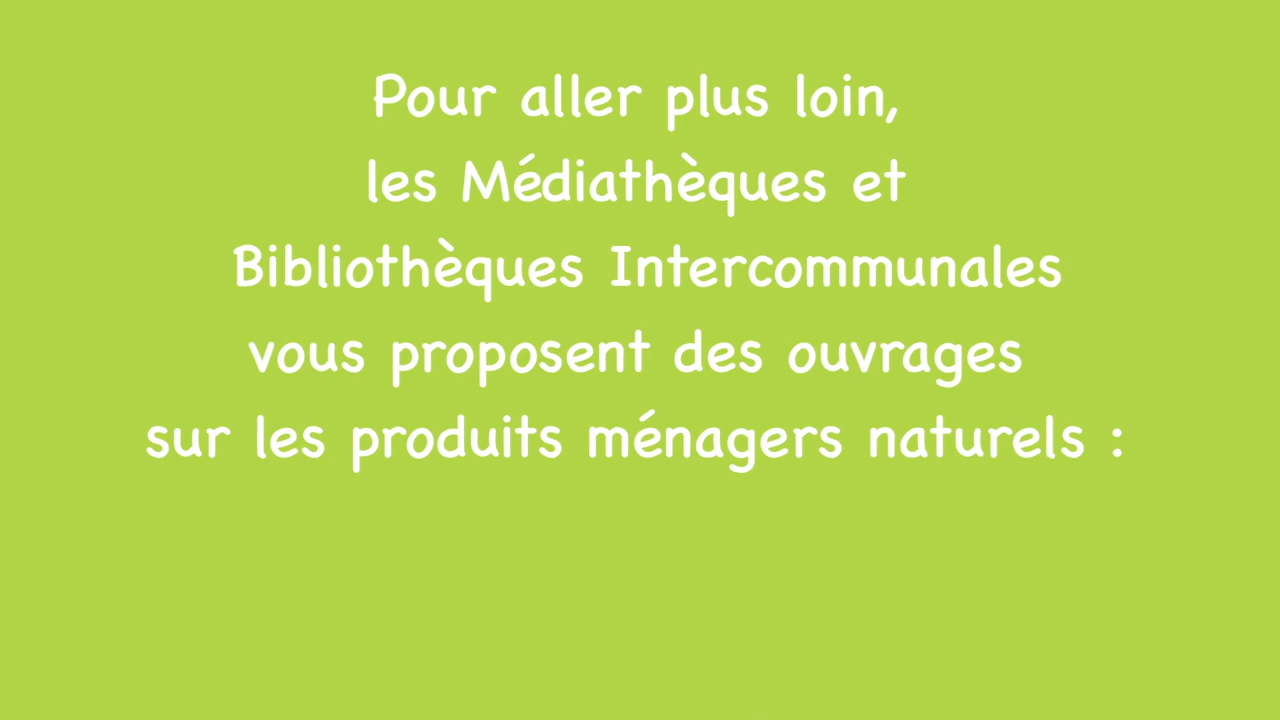 Pour aller plus loin,
les Médiathèques et
Bibliothèques Intercommunales
vous proposent des ouvrages
sur les produits ménagers naturels :